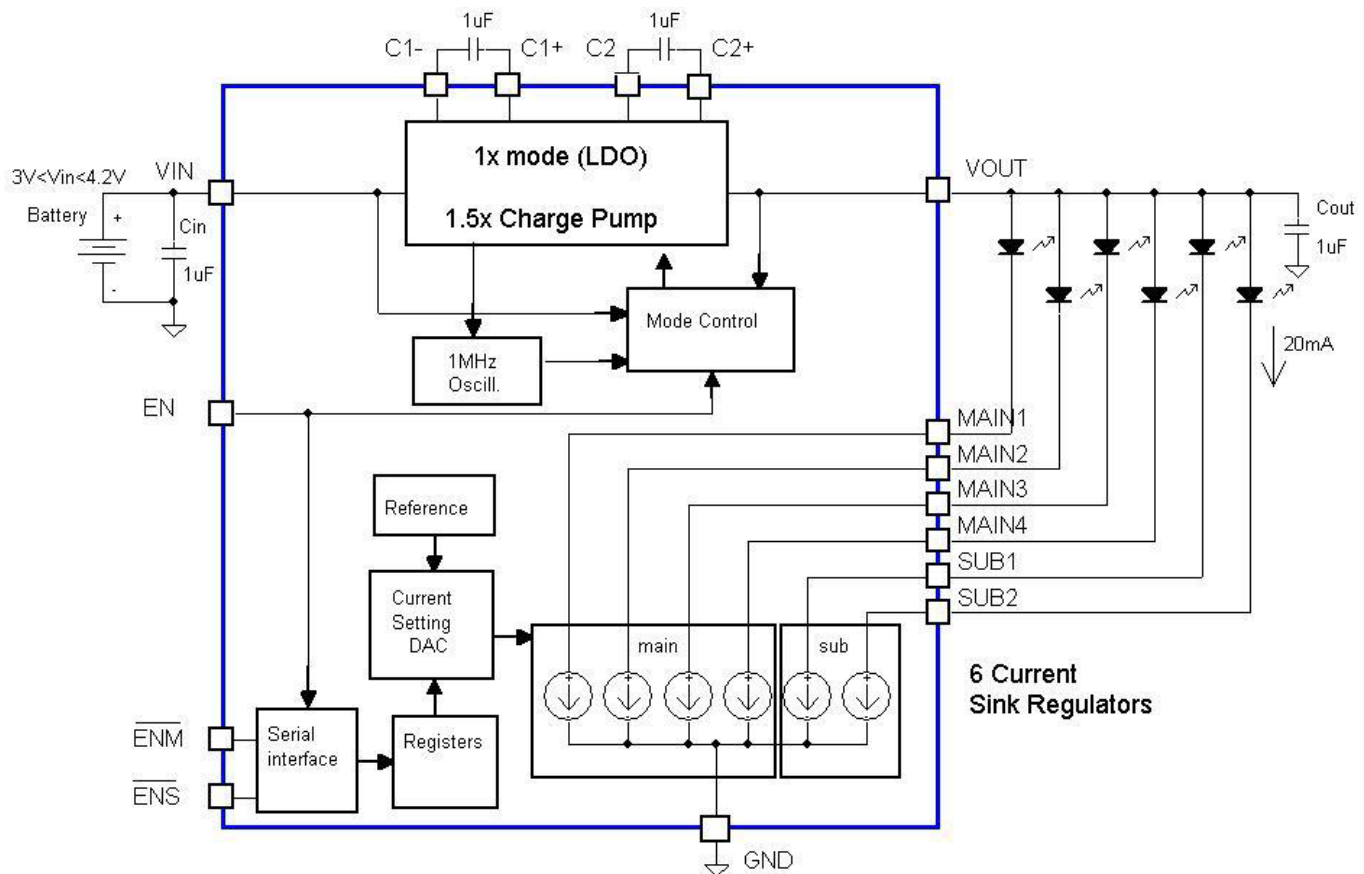 1uF
1uF
C1-
C1+
C2
C2+
1x mode (LDO)
1.5x Charge Pump
3V<Vin<4.2V
VIN
VOUT
Battery
+
Cin
1uF
-
Cout
1uF
Mode Control
1MHz
Oscill.
20mA
EN
MAIN1
MAIN2
MAIN3
MAIN4
SUB1
SUB2
Reference
Current
Setting
DAC
main
sub
+
+
+
+
+
+
-
-
-
-
-
-
6 Current
Sink Regulators
ENM
ENS
Serial
interface
Registers
GND